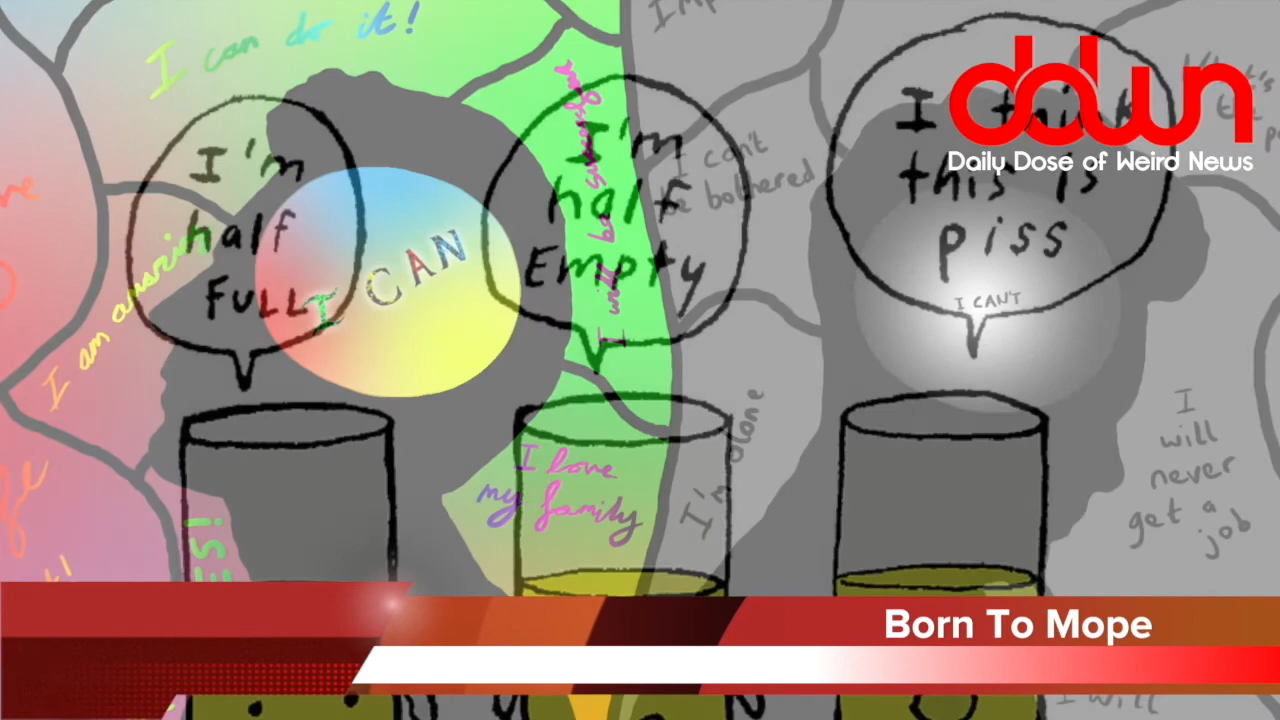 I can do it!
I'm
half
FULL
I CAN
I am amazing
I will be successful
I'm
half
Empty
I can't
be bothered
I think
this is
piss
I CAN'T
ddwn
Daily Dose of Weird News
I love
my family
I'm alone
I
will
never
get a
job
Born To Mope
I will